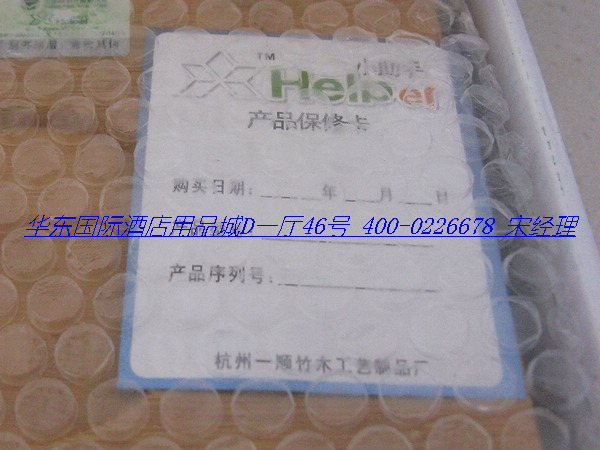 小助手
TM
Helper
产品保修卡
购买日期：____年__月__日
华东国际酒店用品城D一厅46号 400-0226678 宋经理
产品序列号：
杭州一顺竹木工艺制品厂